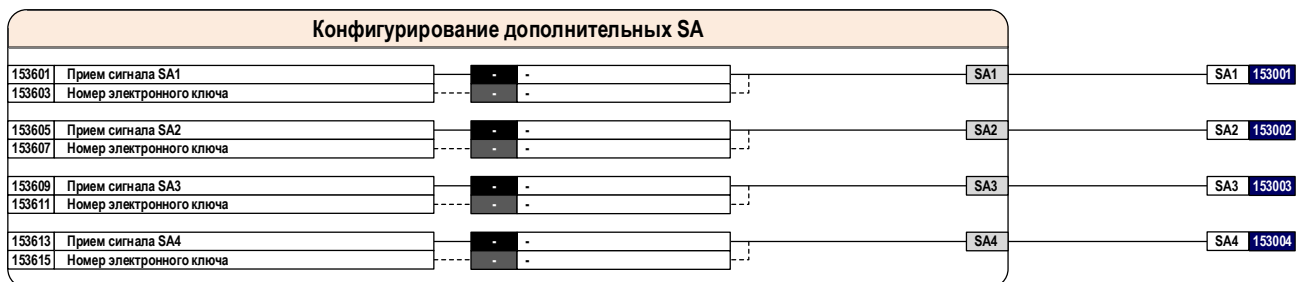 Конфигурирование дополнительных SA
153601 Прием сигнала SA1 - - SA1 SA1 153001
153603 Номер электронного ключа - -
153605 Прием сигнала SA2 - - SA2 SA2 153002
153607 Номер электронного ключа - -
153609 Прием сигнала SA3 - - SA3 SA3 153003
153611 Номер электронного ключа - -
153613 Прием сигнала SA4 - - SA4 SA4 153004
153615 Номер электронного ключа - -